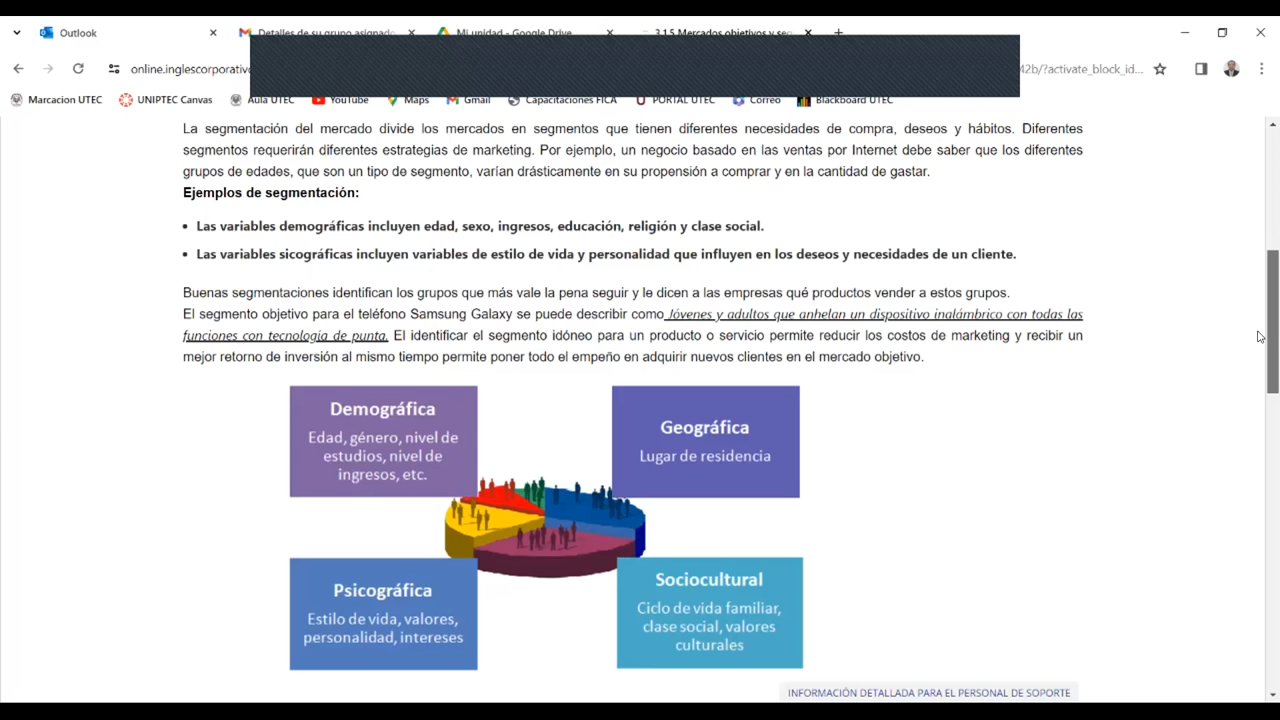 Outlook
Detalles de su grupo asignado
Mi unidad - Google Drive
3.1.5 Mercados objetivos y seg
online.inglescorporativo
42b/?activate_block_id...
Marcacion UTEC
UNIPTEC Canvas
Aula UTEC
YouTube
Maps
Gmail
Capacitaciones FICA
PORTAL UTEC
Correo
Blackboard UTEC
La segmentación del mercado divide los mercados en segmentos que tienen diferentes necesidades de compra, deseos y hábitos. Diferentes
segmentos requerirán diferentes estrategias de marketing. Por ejemplo, un negocio basado en las ventas por Internet debe saber que los diferentes
grupos de edades, que son un tipo de segmento, varían drásticamente en su propensión a comprar y en la cantidad de gastar.
Ejemplos de segmentación:
• Las variables demográficas incluyen edad, sexo, ingresos, educación, religión y clase social.
• Las variables sicográficas incluyen variables de estilo de vida y personalidad que influyen en los deseos y necesidades de un cliente.
Buenas segmentaciones identifican los grupos que más vale la pena seguir y le dicen a las empresas qué productos vender a estos grupos.
El segmento objetivo para el teléfono Samsung Galaxy se puede describir como Jóvenes y adultos que anhelan un dispositivo inalámbrico con todas las
funciones con tecnología de punta. El identificar el segmento idóneo para un producto o servicio permite reducir los costos de marketing y recibir un
mejor retorno de inversión al mismo tiempo permite poner todo el empeño en adquirir nuevos clientes en el mercado objetivo.
Demográfica
Edad, género, nivel de
estudios, nivel de
ingresos, etc.
Geográfica
Lugar de residencia
Psicográfica
Estilo de vida, valores,
personalidad, intereses
Sociocultural
Ciclo de vida familiar,
clase social, valores
culturales
INFORMACIÓN DETALLADA PARA EL PERSONAL DE SOPORTE